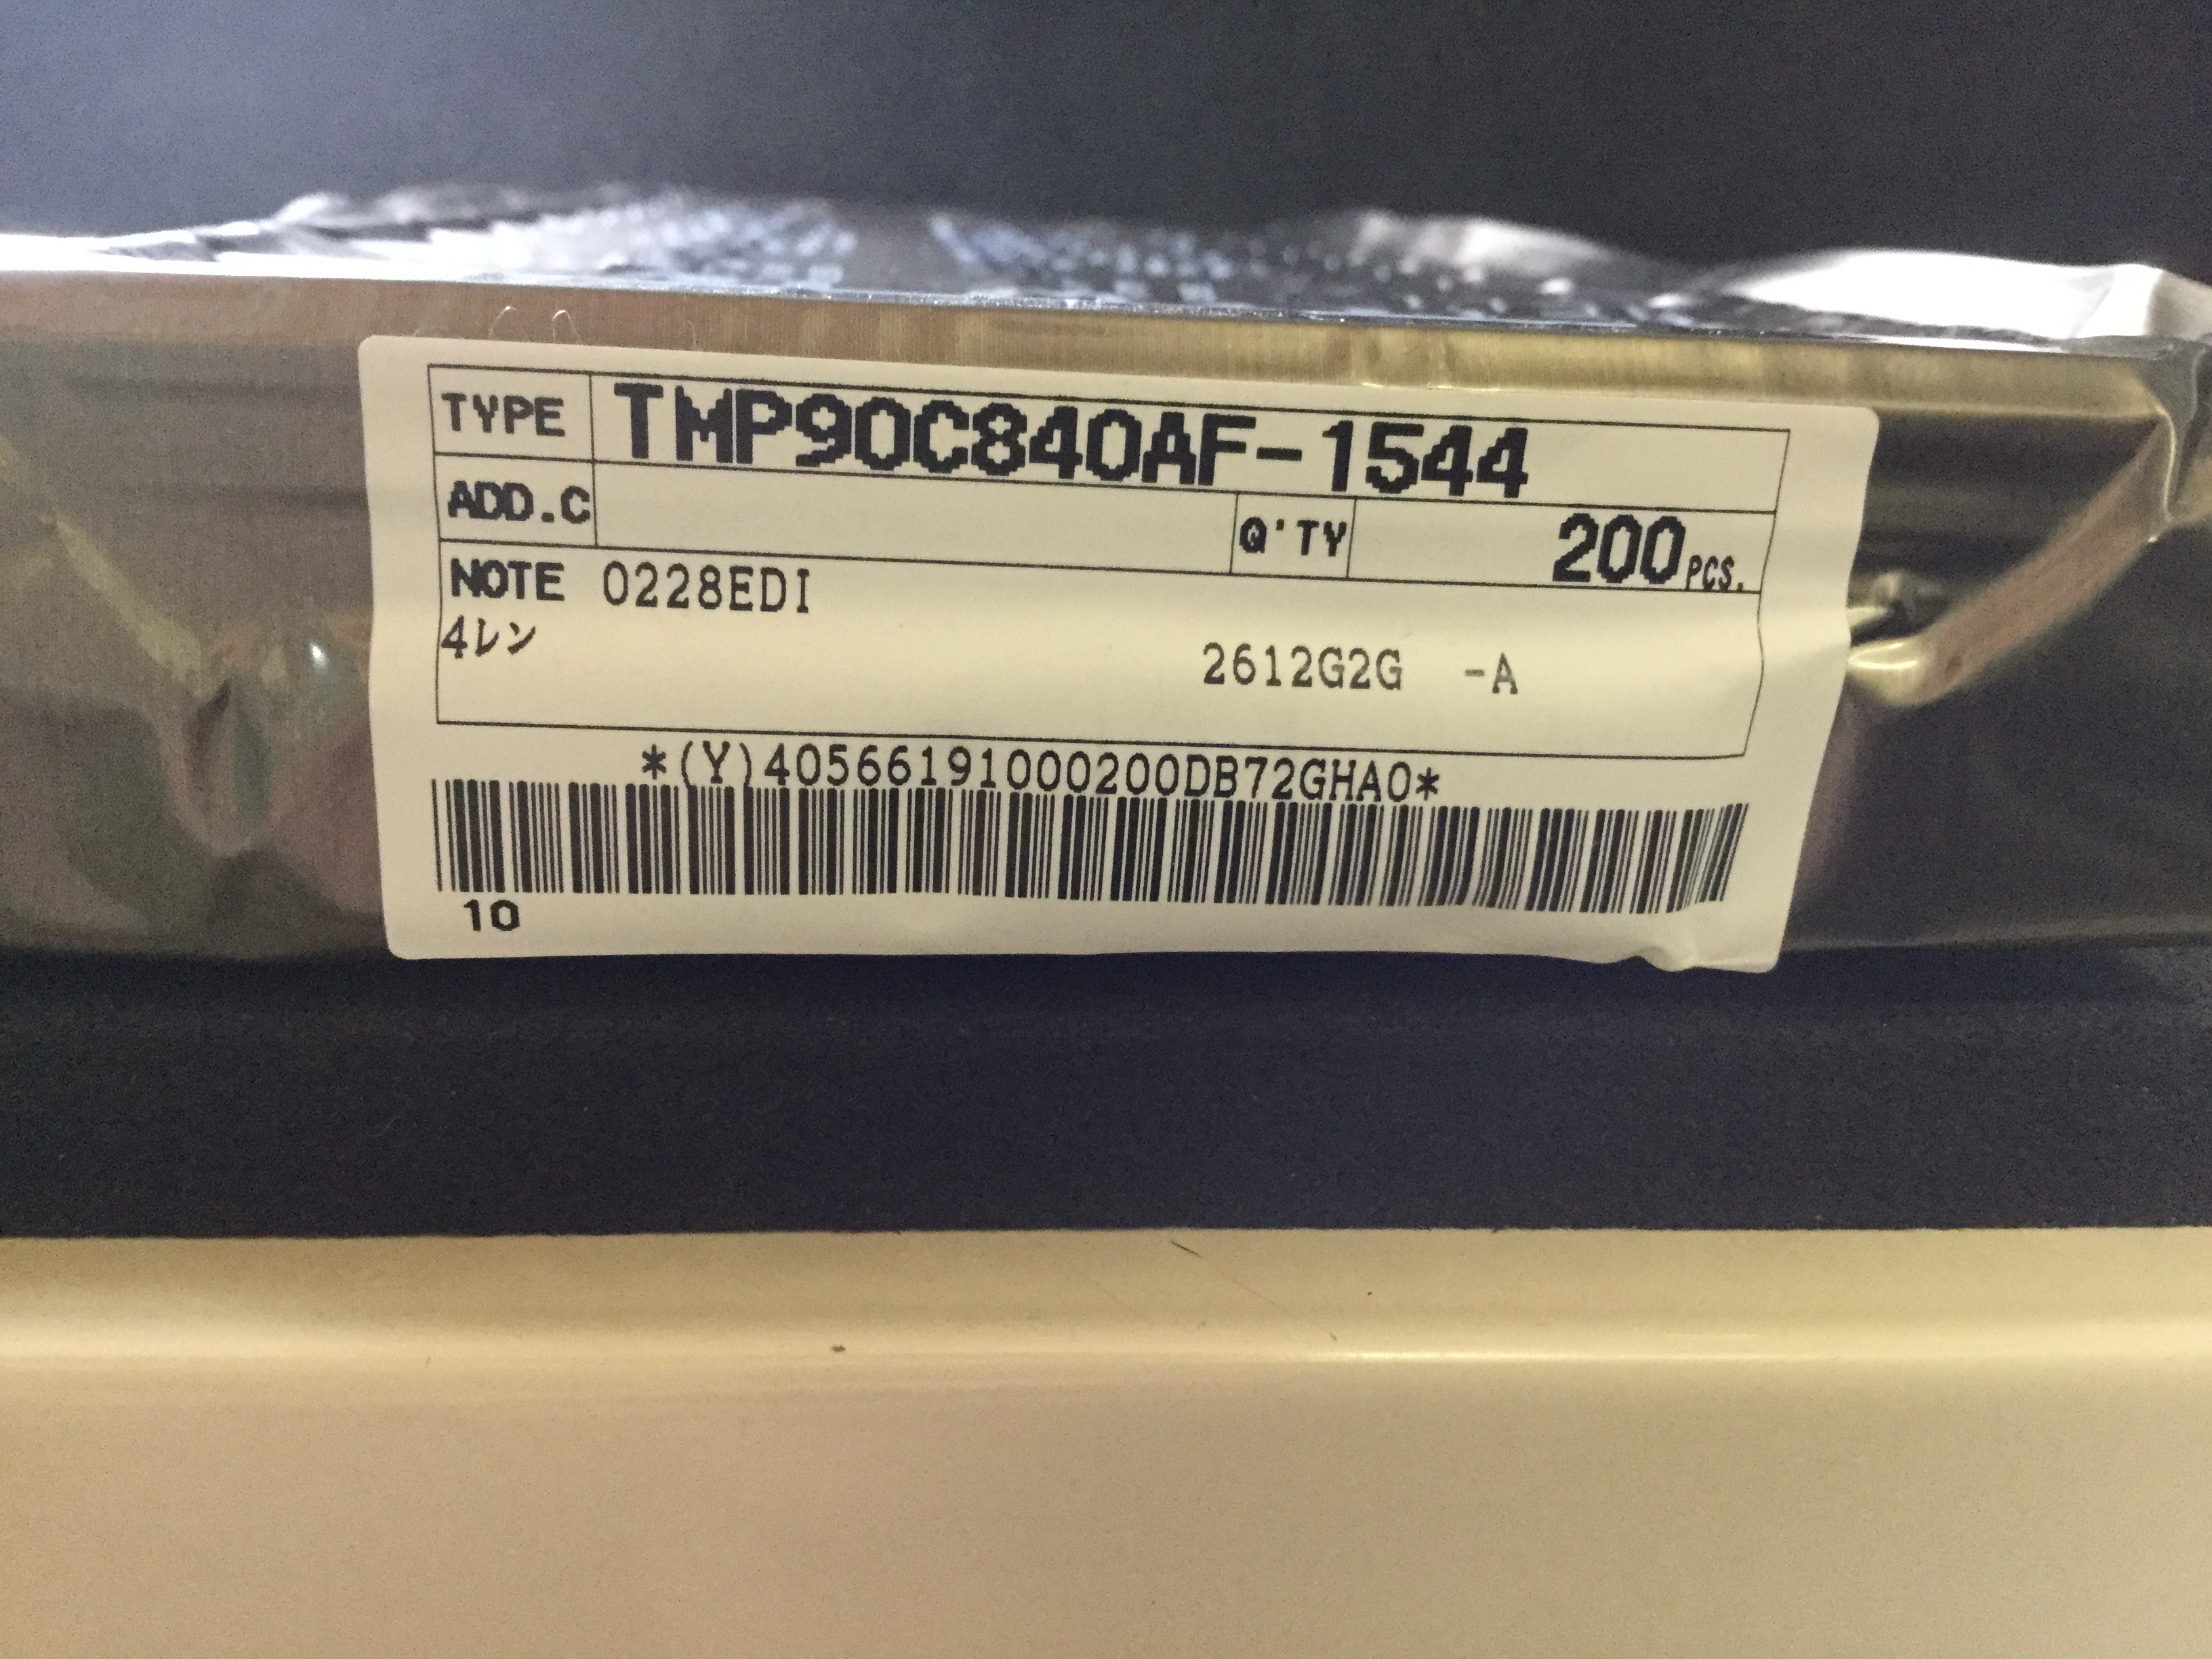 TYPE TMP90C840AF-1544
ADD.C Q'TY 200PCS.
NOTE 0228EDI
4レン
2612G2G -A
*(Y)40566191000200DB72GHA0*
10